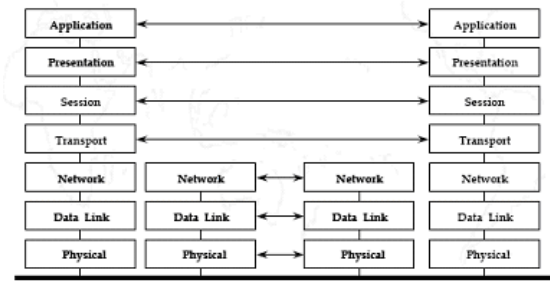 Application Application
Presentation Presentation
Session Session
Transport Transport
Network Network Network Network
Data Link Data Link Data Link Data Link
Physical Physical Physical Physical